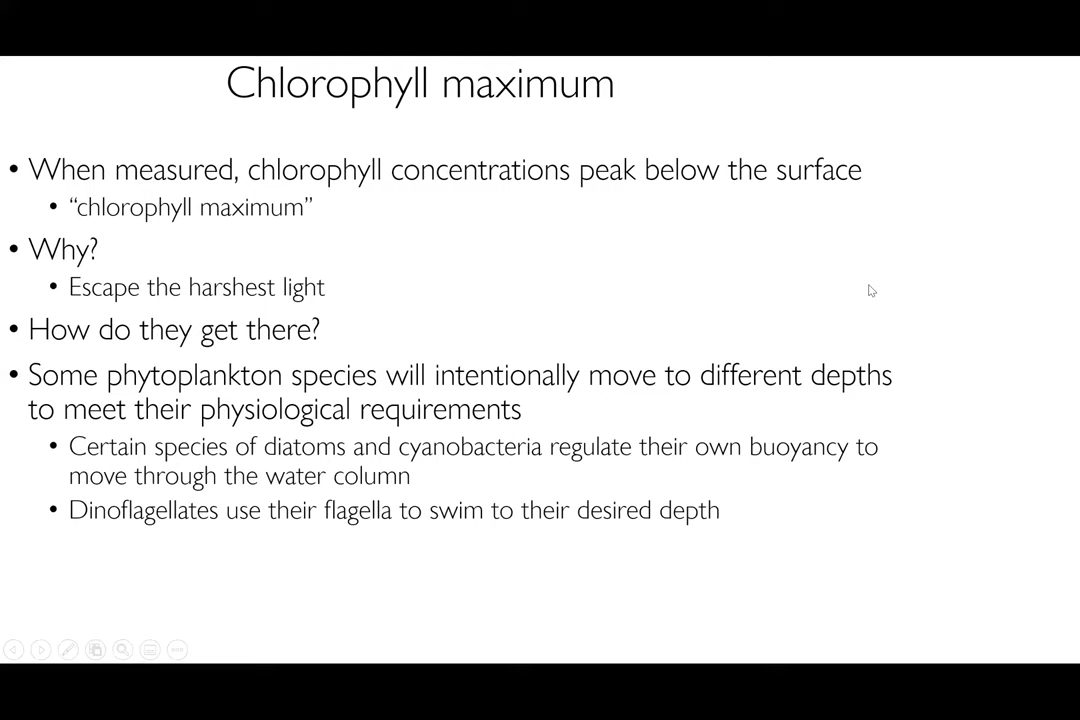 Chlorophyll maximum
• When measured, chlorophyll concentrations peak below the surface
• “chlorophyll maximum”
• Why?
• Escape the harshest light
• How do they get there?
• Some phytoplankton species will intentionally move to different depths
to meet their physiological requirements
• Certain species of diatoms and cyanobacteria regulate their own buoyancy to
move through the water column
• Dinoflagellates use their flagella to swim to their desired depth